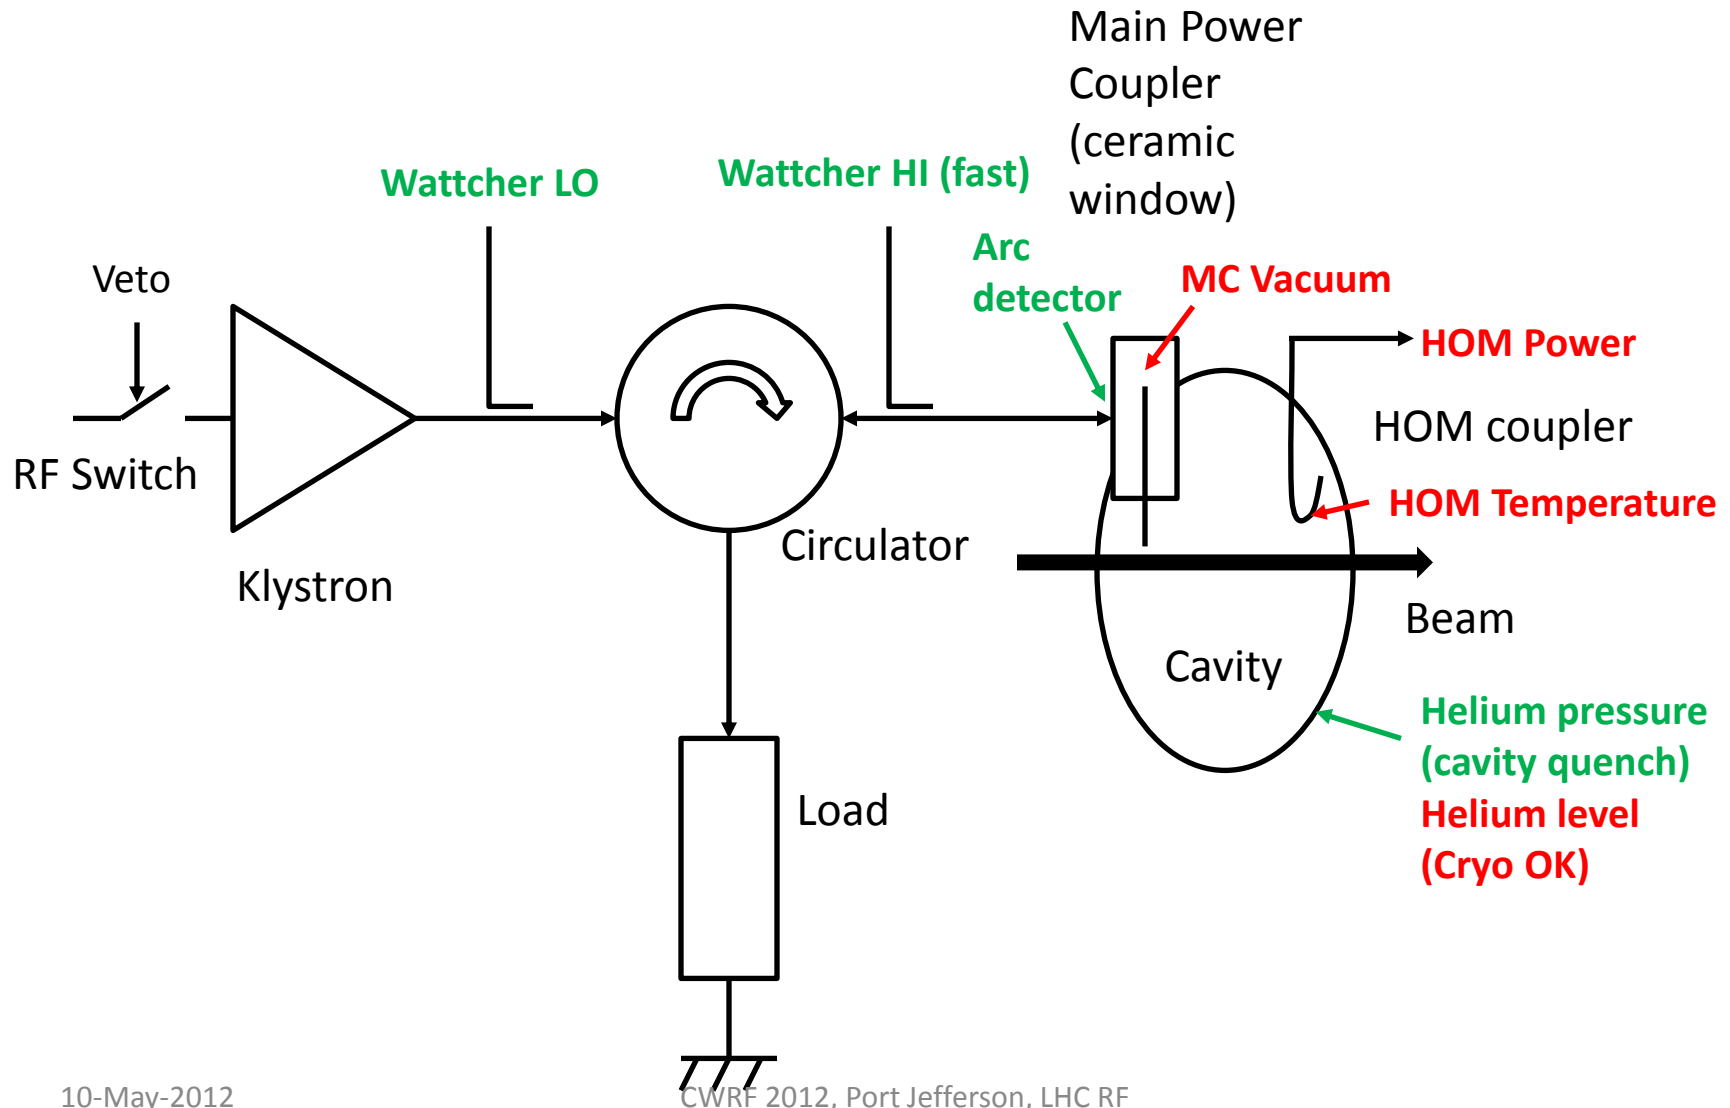 Main Power
Coupler
(ceramic
window)
Wattcher LO
Wattcher HI (fast)
Arc
detector
MC Vacuum
Veto
HOM Power
HOM coupler
RF Switch
HOM Temperature
Circulator
Klystron
Beam
Cavity
Helium pressure
(cavity quench)
Helium level
(Cryo OK)
Load
10-May-2012
CWRF 2012, Port Jefferson, LHC RF